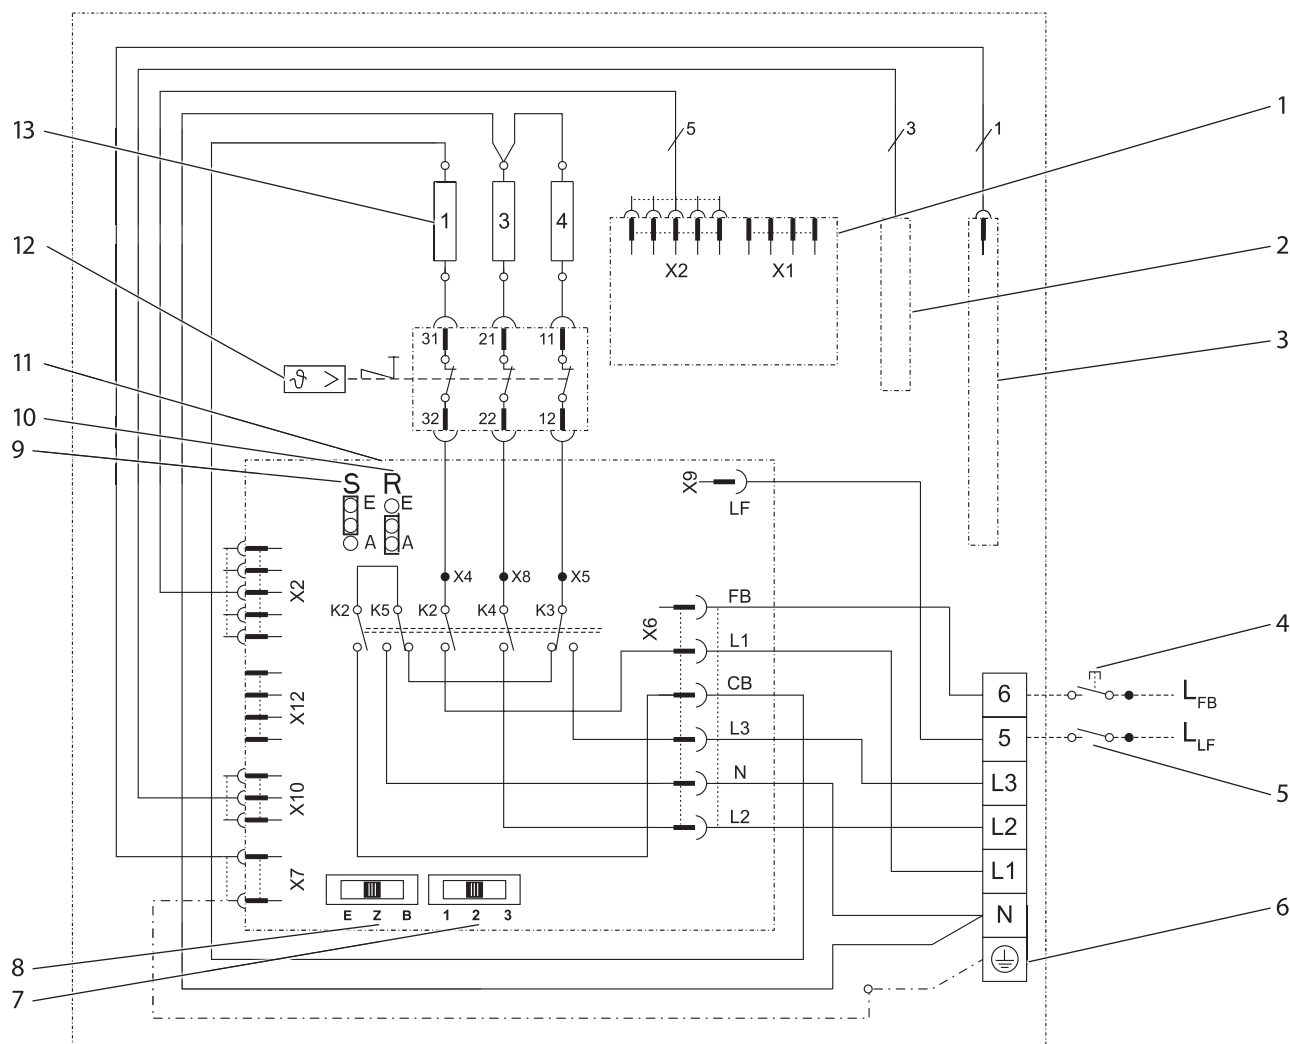 5
3
1
1
13
1
3
4
12
X2
X1
2
31
21
11
3
ϑ >
11
32
22
12
10
9
S
R
X9
E
E
LF
A
A
X4
X8
X5
X2
K2
K5
K2
K4
K3
FB
X6
L1
4
CB
6
LFB
X12
L3
5
LLF
N
L3
5
X10
L2
L2
L1
X7
E Z B
1 2 3
N
6
8
7